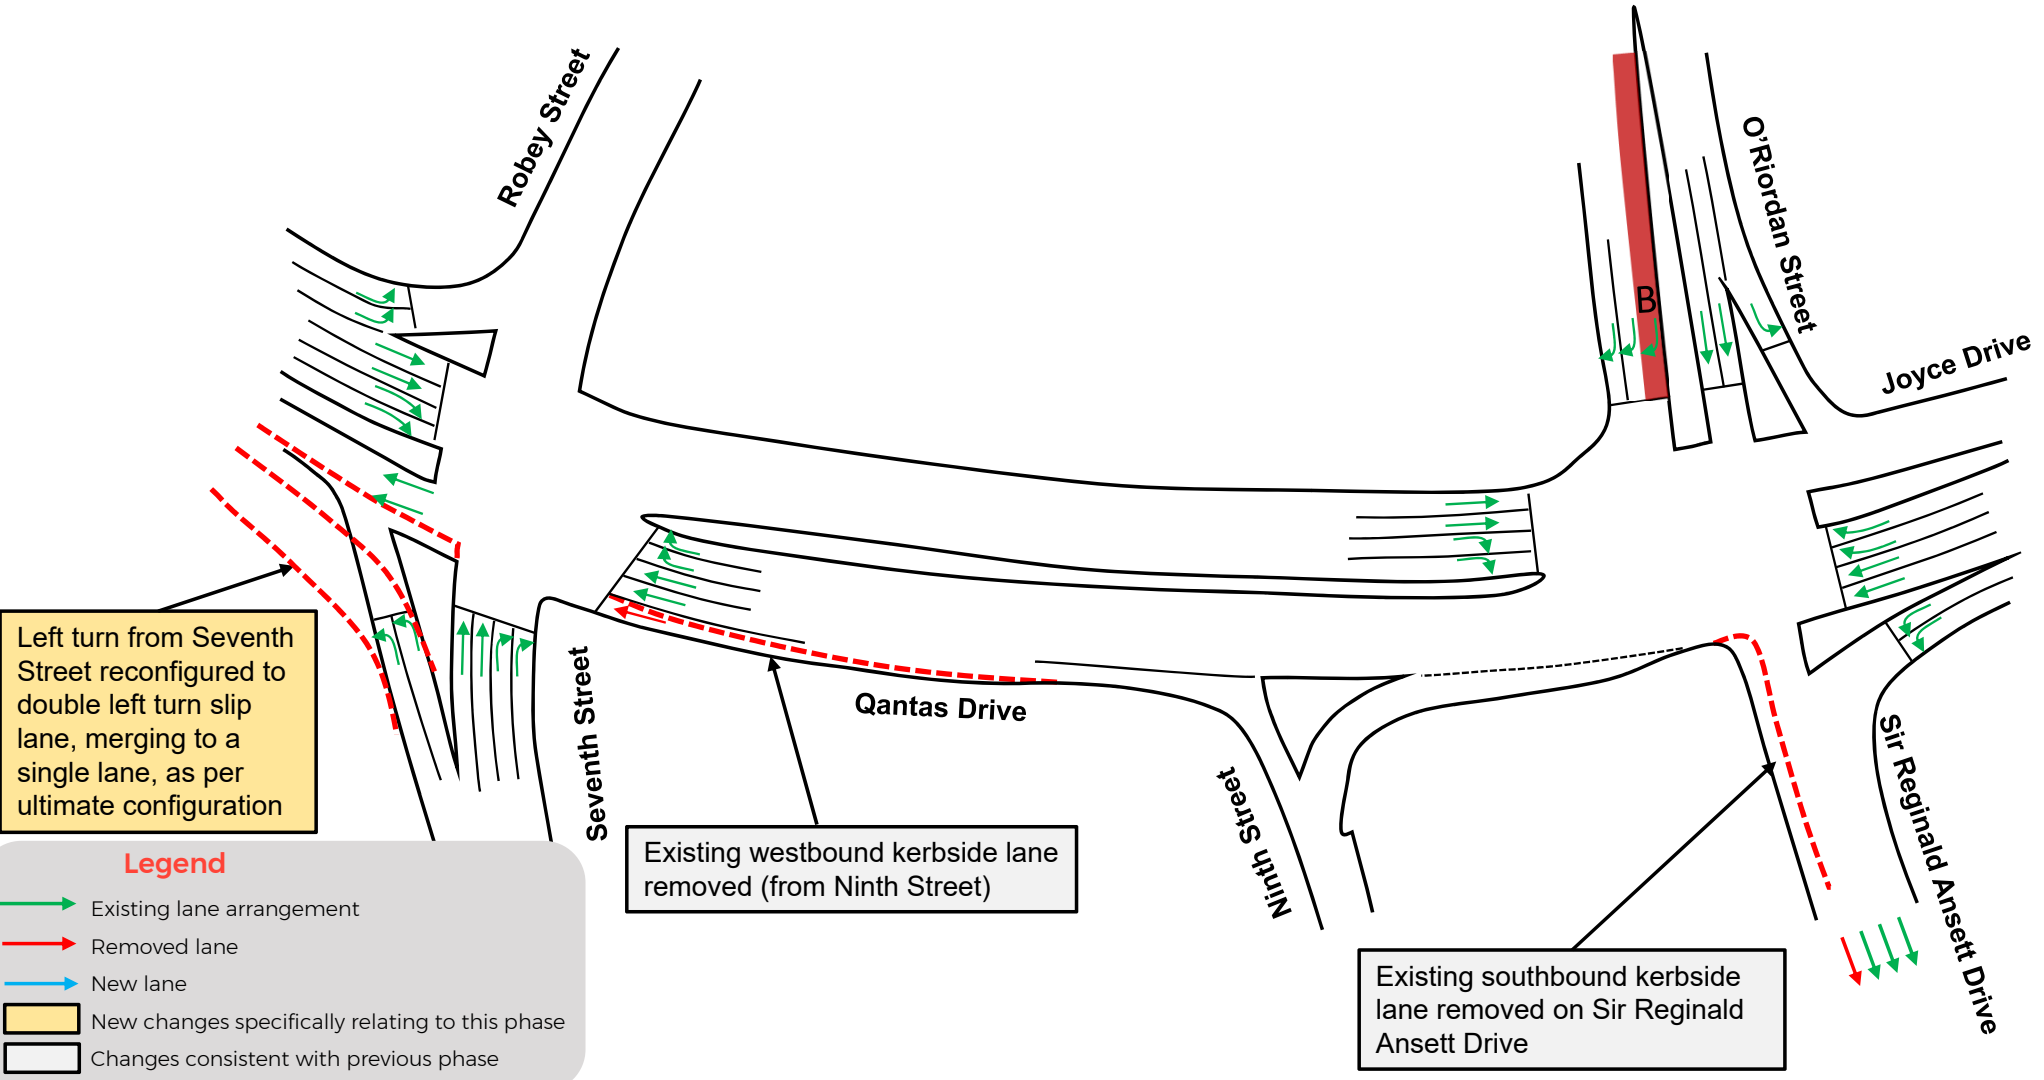 Robey Street
O'Riordan Street
B
Joyce Drive
Left turn from Seventh
Street reconfigured to
double left turn slip
lane, merging to a
single lane, as per
ultimate configuration
Seventh Street
Qantas Drive
Ninth Street
Sir Reginald Ansett Drive
Existing westbound kerbside lane
removed (from Ninth Street)
Existing southbound kerbside
lane removed on Sir Reginald
Ansett Drive
Legend
Existing lane arrangement
Removed lane
New lane
New changes specifically relating to this phase
Changes consistent with previous phase